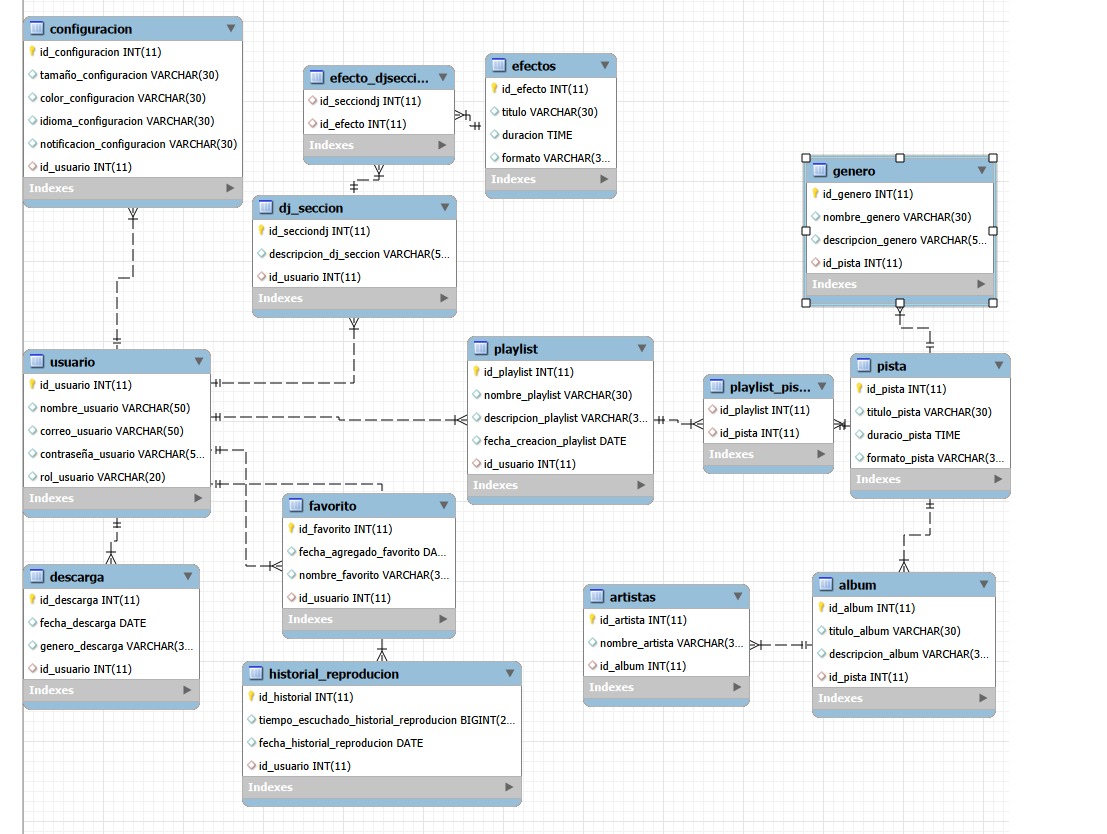 configuracion
id_configuracion INT(11)
tamaño_configuracion VARCHAR(30)
color_configuracion VARCHAR(30)
idioma_configuracion VARCHAR(30)
notificacion_configuracion VARCHAR(30)
id_usuario INT(11)
Indexes
efecto_djsecci...
id_secciondj INT(11)
id_efecto INT(11)
Indexes
efectos
id_efecto INT(11)
titulo VARCHAR(30)
duracion TIME
formato VARCHAR(3...
Indexes
genero
id_genero INT(11)
nombre_genero VARCHAR(30)
descripcion_genero VARCHAR(5...
id_pista INT(11)
Indexes
dj_seccion
id_secciondj INT(11)
descripcion_dj_seccion VARCHAR(5...
id_usuario INT(11)
Indexes
usuario
id_usuario INT(11)
nombre_usuario VARCHAR(50)
correo_usuario VARCHAR(50)
contraseña_usuario VARCHAR(5...
rol_usuario VARCHAR(20)
Indexes
playlist
id_playlist INT(11)
nombre_playlist VARCHAR(30)
descripcion_playlist VARCHAR(3...
fecha_creacion_playlist DATE
id_usuario INT(11)
Indexes
playlist_pis...
id_playlist INT(11)
id_pista INT(11)
Indexes
pista
id_pista INT(11)
titulo_pista VARCHAR(30)
duracio_pista TIME
formato_pista VARCHAR(3...
Indexes
favorito
id_favorito INT(11)
fecha_agregado_favorito DA...
nombre_favorito VARCHAR(3...
id_usuario INT(11)
Indexes
descarga
id_descarga INT(11)
fecha_descarga DATE
genero_descarga VARCHAR(3...
id_usuario INT(11)
Indexes
artistas
id_artista INT(11)
nombre_artista VARCHAR(3...
id_album INT(11)
Indexes
album
id_album INT(11)
titulo_album VARCHAR(30)
descripcion_album VARCHAR(3...
id_pista INT(11)
Indexes
historial_reproducion
id_historial INT(11)
tiempo_escuchado_historial_reproducion BIGINT(2...
fecha_historial_reproducion DATE
id_usuario INT(11)
Indexes